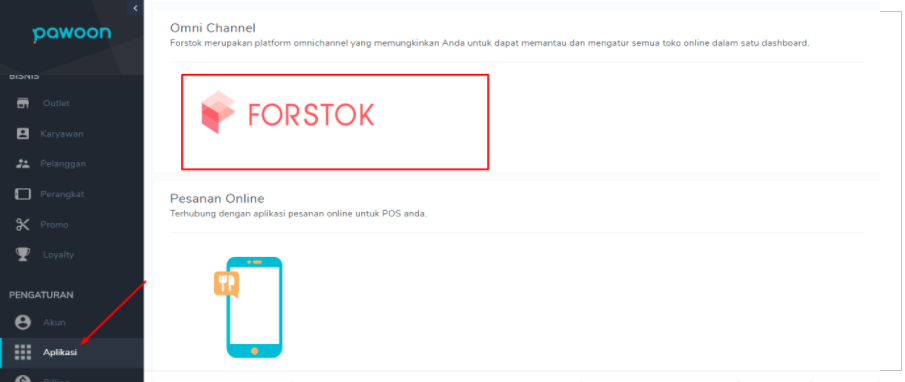 pawoon
BISNIS
Outlet
Karyawan
Pelanggan
Perangkat
Promo
Loyalty
PENGATURAN
Akun
Aplikasi
Omni Channel
Forstok merupakan platform omnichannel yang memungkinkan Anda untuk dapat memantau dan mengatur semua toko online dalam satu dashboard.
FORSTOK
Pesanan Online
Terhubung dengan aplikasi pesanan online untuk POS anda.